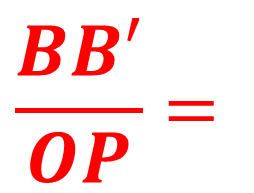 BB′
OP =